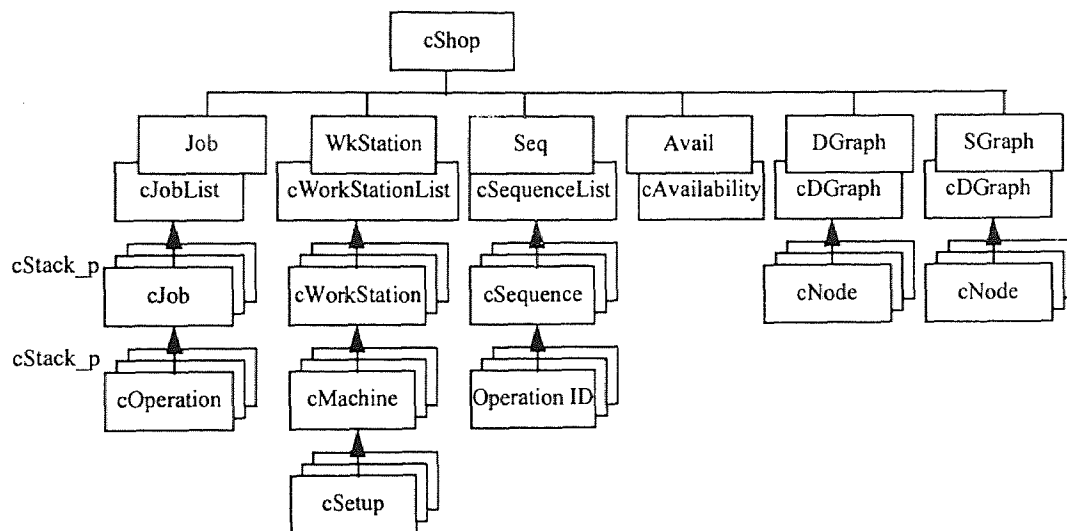 cShop
Job WkStation Seq Avail DGraph SGraph
cJobList cWorkStationList cSequenceList cAvailability cDGraph cDGraph
cStack_p
cJob cWorkStation cSequence cNode cNode
cStack_p
cOperation cMachine Operation ID
cSetup